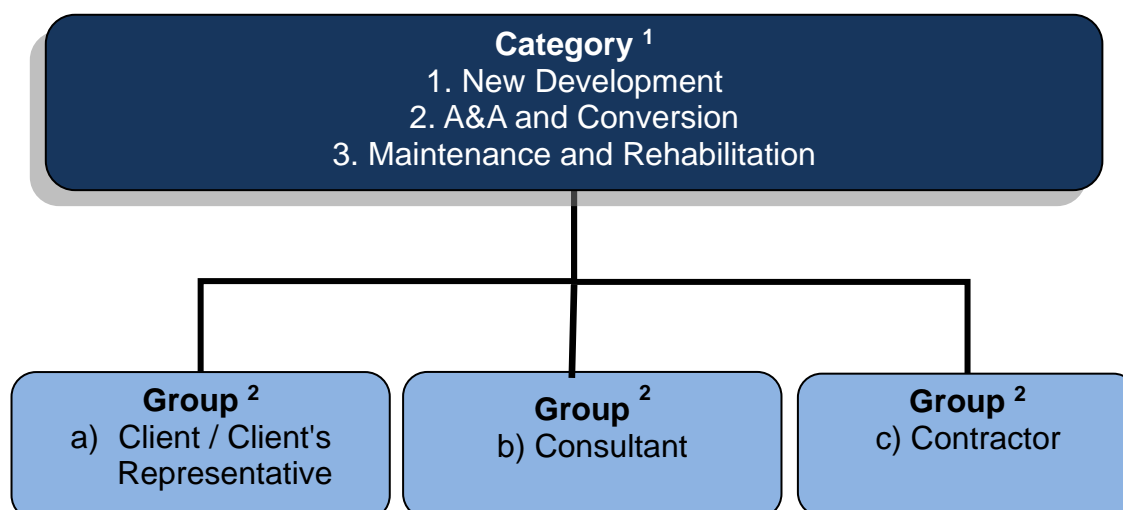 Category ¹
1. New Development
2. A&A and Conversion
3. Maintenance and Rehabilitation
Group ²
a) Client / Client's
Representative
Group ²
b) Consultant
Group ²
c) Contractor